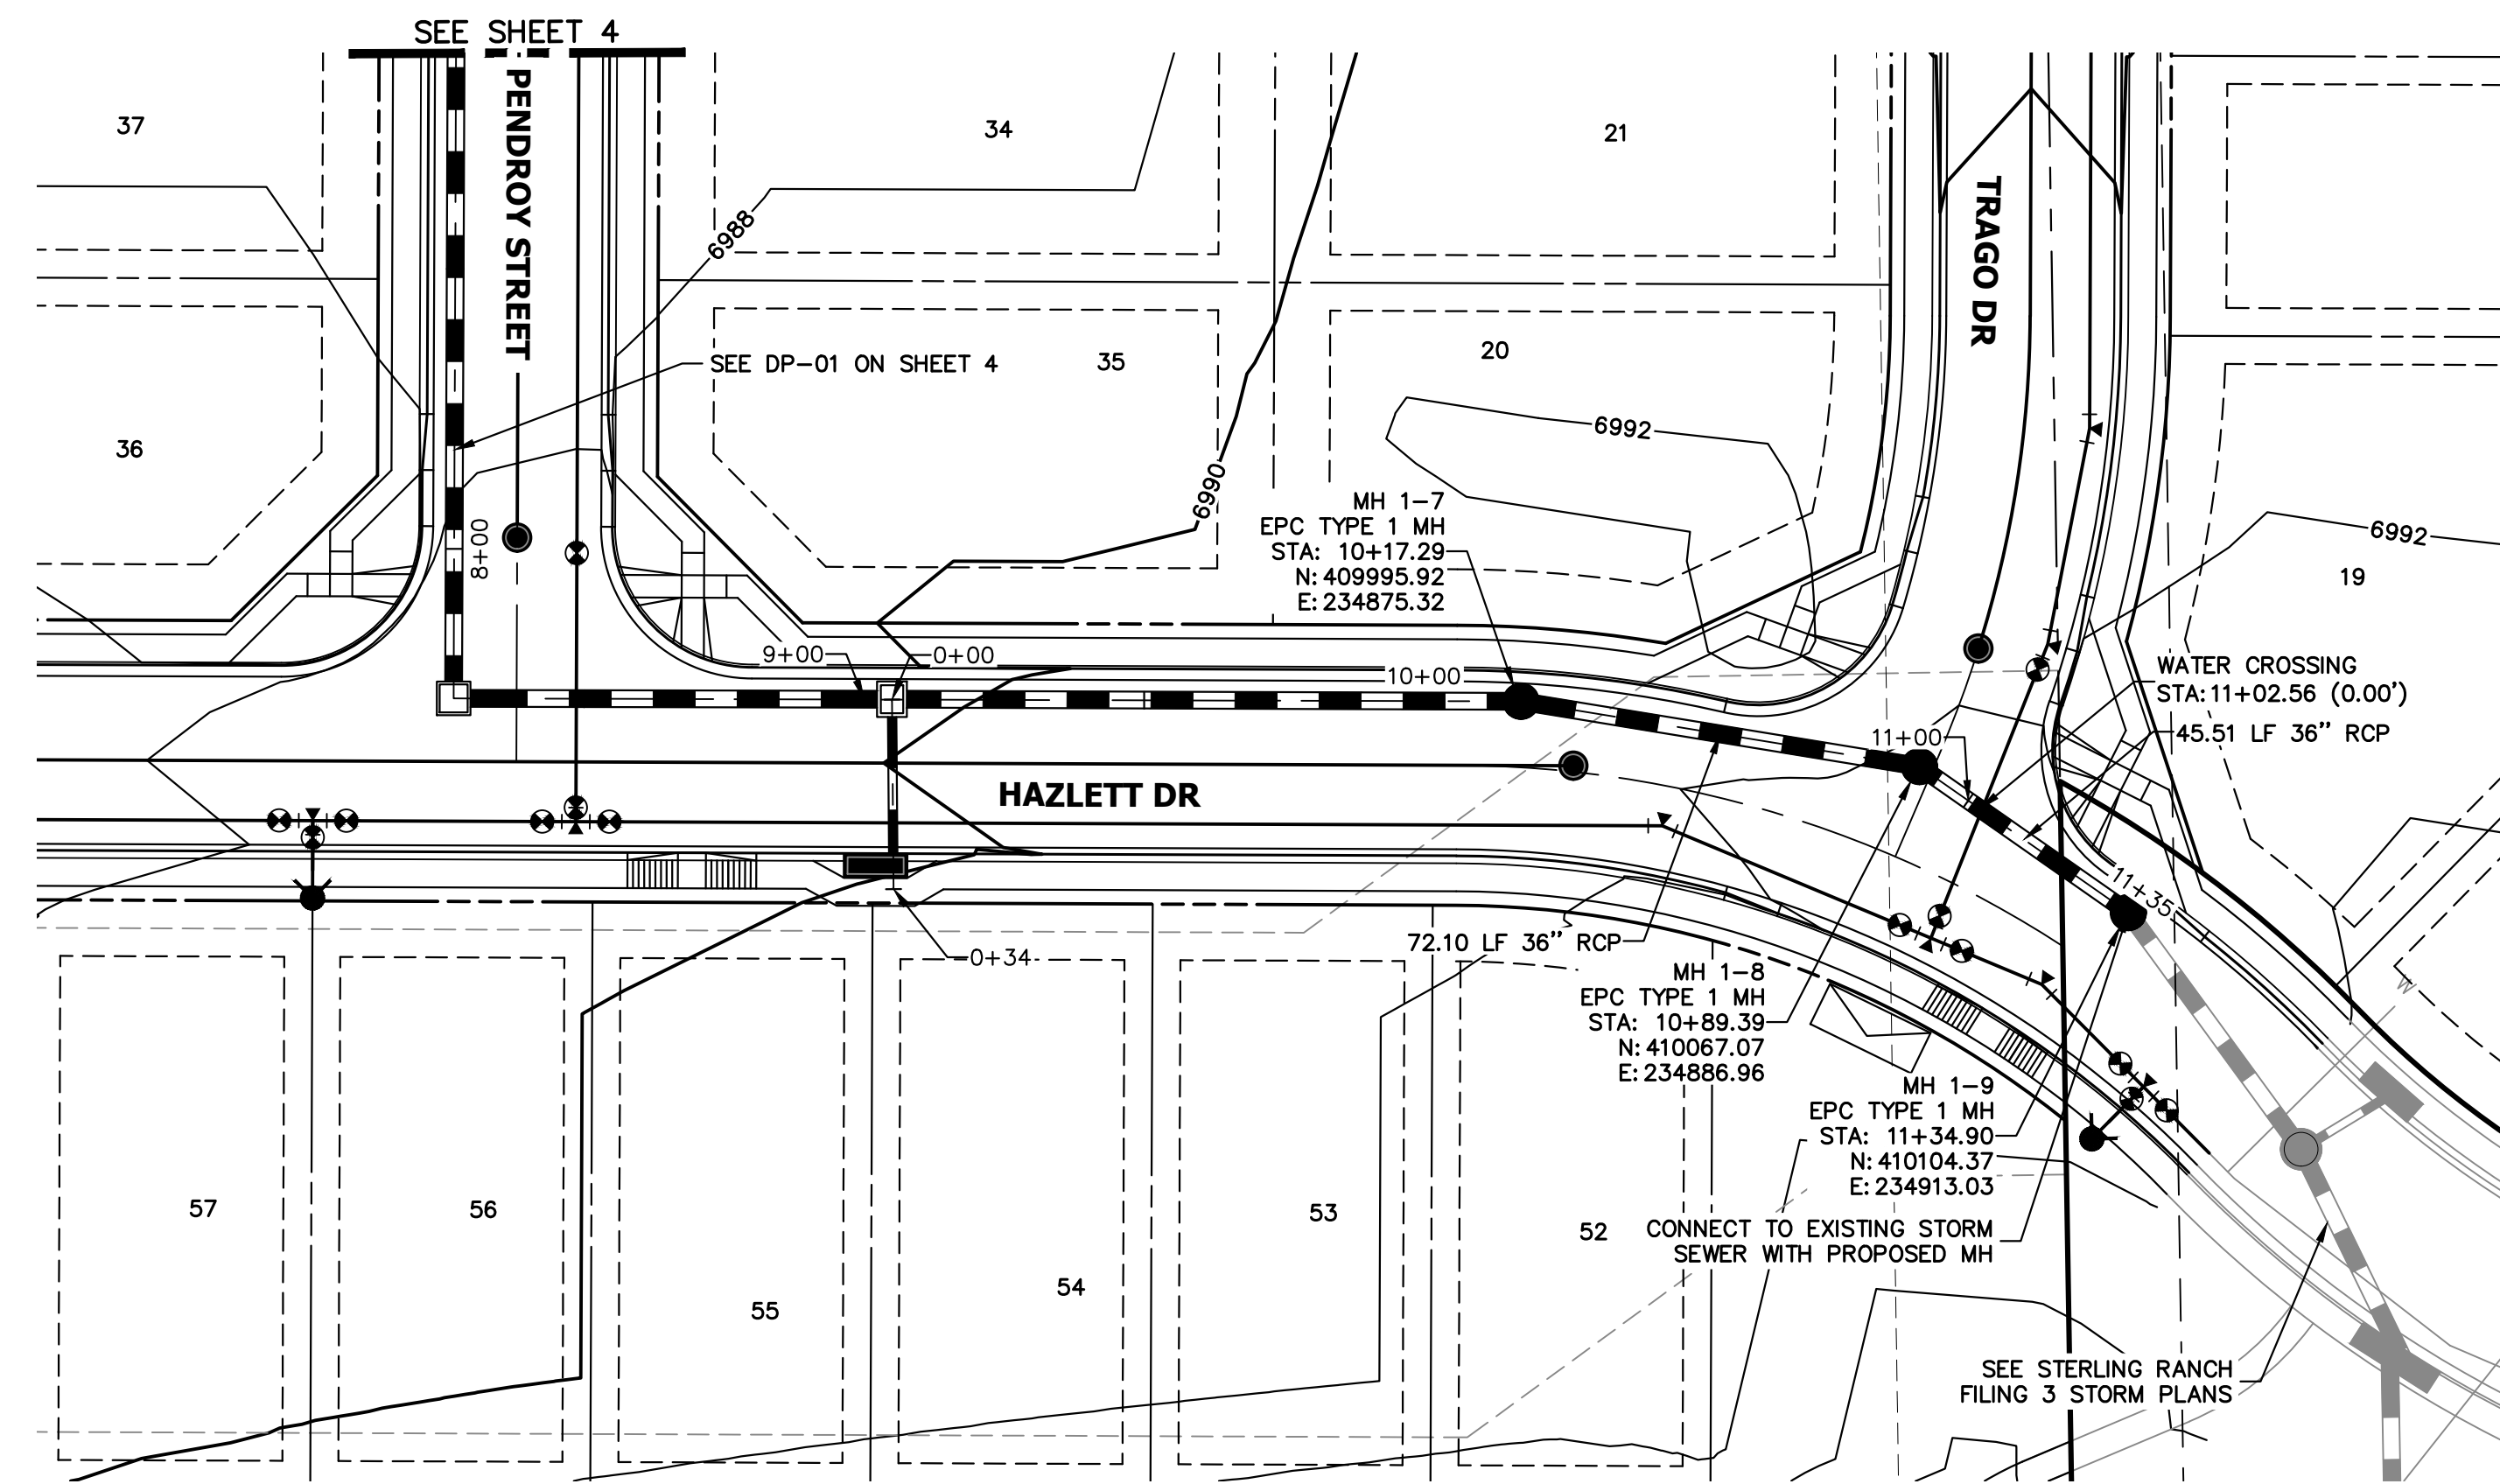 SEE SHEET 4
PENDROY STREET
TRAGO DR
37
34
21
6988
SEE DP-01 ON SHEET 4
35
20
36
6992
6990
8+00
MH 1-7
EPC TYPE 1 MH
STA: 10+17.29
N: 409995.92
E: 234875.32
6992
19
9+00
0+00
10+00
WATER CROSSING
STA: 11+02.56 (0.00')
45.51 LF 36" RCP
11+00
HAZLETT DR
11+35
0+34
72.10 LF 36" RCP
MH 1-8
EPC TYPE 1 MH
STA: 10+89.39
N: 410067.07
E: 234886.96
W
MH 1-9
EPC TYPE 1 MH
STA: 11+34.90
N: 410104.37
E: 234913.03
57
56
55
54
53
52
CONNECT TO EXISTING STORM
SEWER WITH PROPOSED MH
SEE STERLING RANCH
FILING 3 STORM PLANS